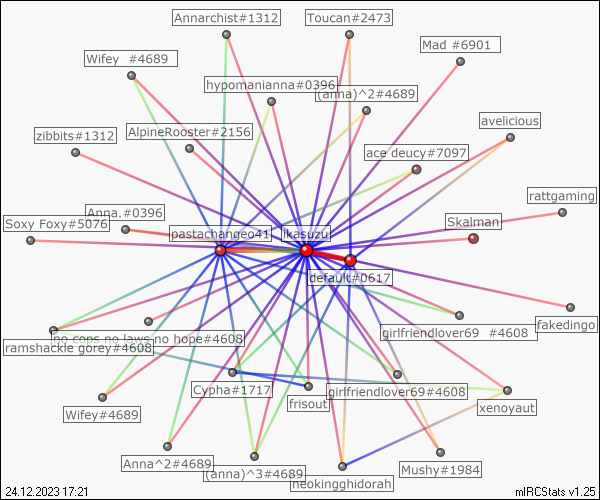 Annarchist#1312
Toucan#2473
Mad #6901
Wifey  #4689
hypomanianna#0396
(anna)^2#4689
avelicious
zibbits#1312
AlpineRooster#2156
ace deucy#7097
rattgaming
Soxy Foxy#5076
Anna.#0396
Skalman
pastachangeo41
ikasuzu
default#0617
fakedingo
girlfriendlover69  #4608
no cops no laws no hope#4608
ramshackle gorey#4608
Cypha#1717
girlfriendlover69#4608
frisout
xenoyaut
Wifey#4689
Anna^2#4689
(anna)^3#4689
neokingghidorah
Mushy#1984
24.12.2023 17:21
mIRCStats v1.25